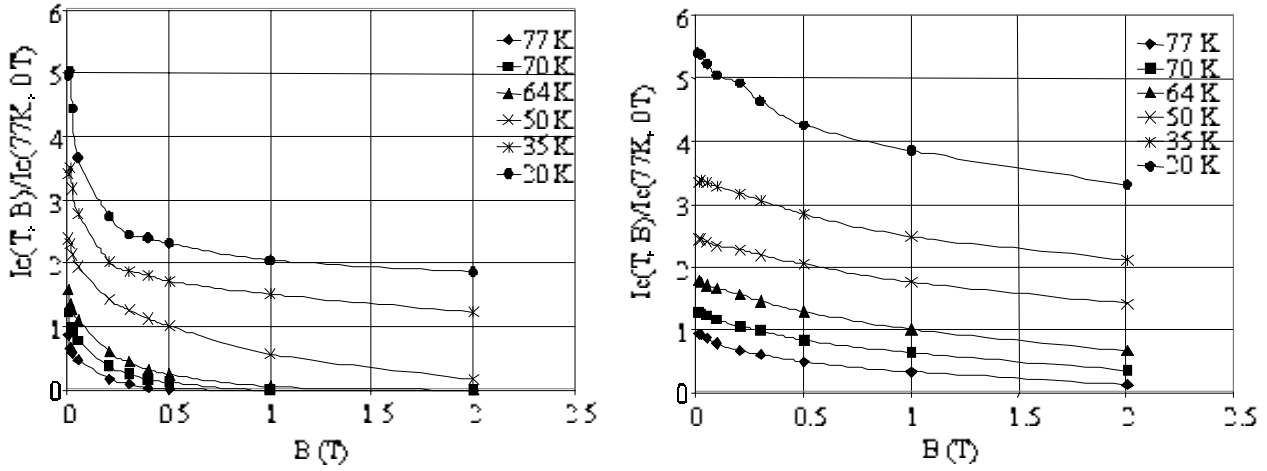 Ic(T, B)/Ic(77K, 0T)
6
5
4
3
2
1
0
77 K
70 K
64 K
50 K
35 K
20 K
0 0.5 1 1.5 2 2.5
B (T)
Ic(T, B)/Ic(77K, 0T)
6
5
4
3
2
1
0
77 K
70 K
64 K
50 K
35 K
20 K
0 0.5 1 1.5 2 2.5
B (T)